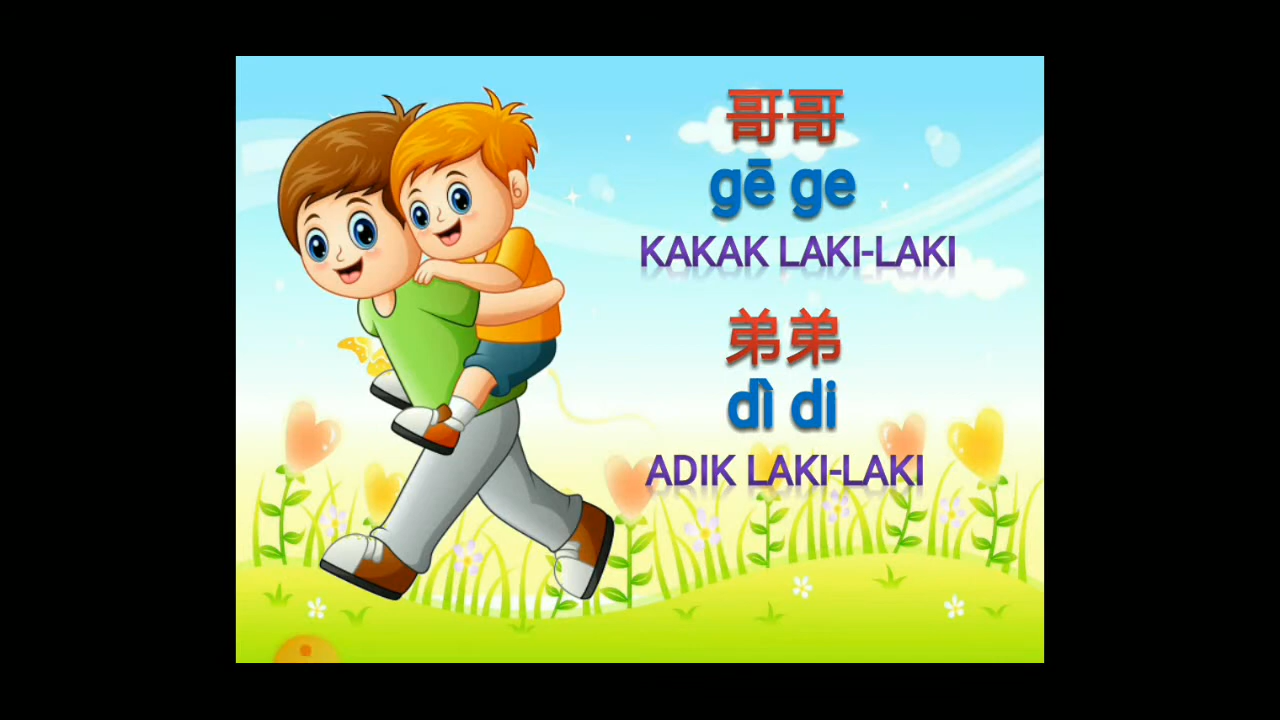 哥哥
gē ge
KAKAK LAKI-LAKI
弟弟
dì di
ADIK LAKI-LAKI